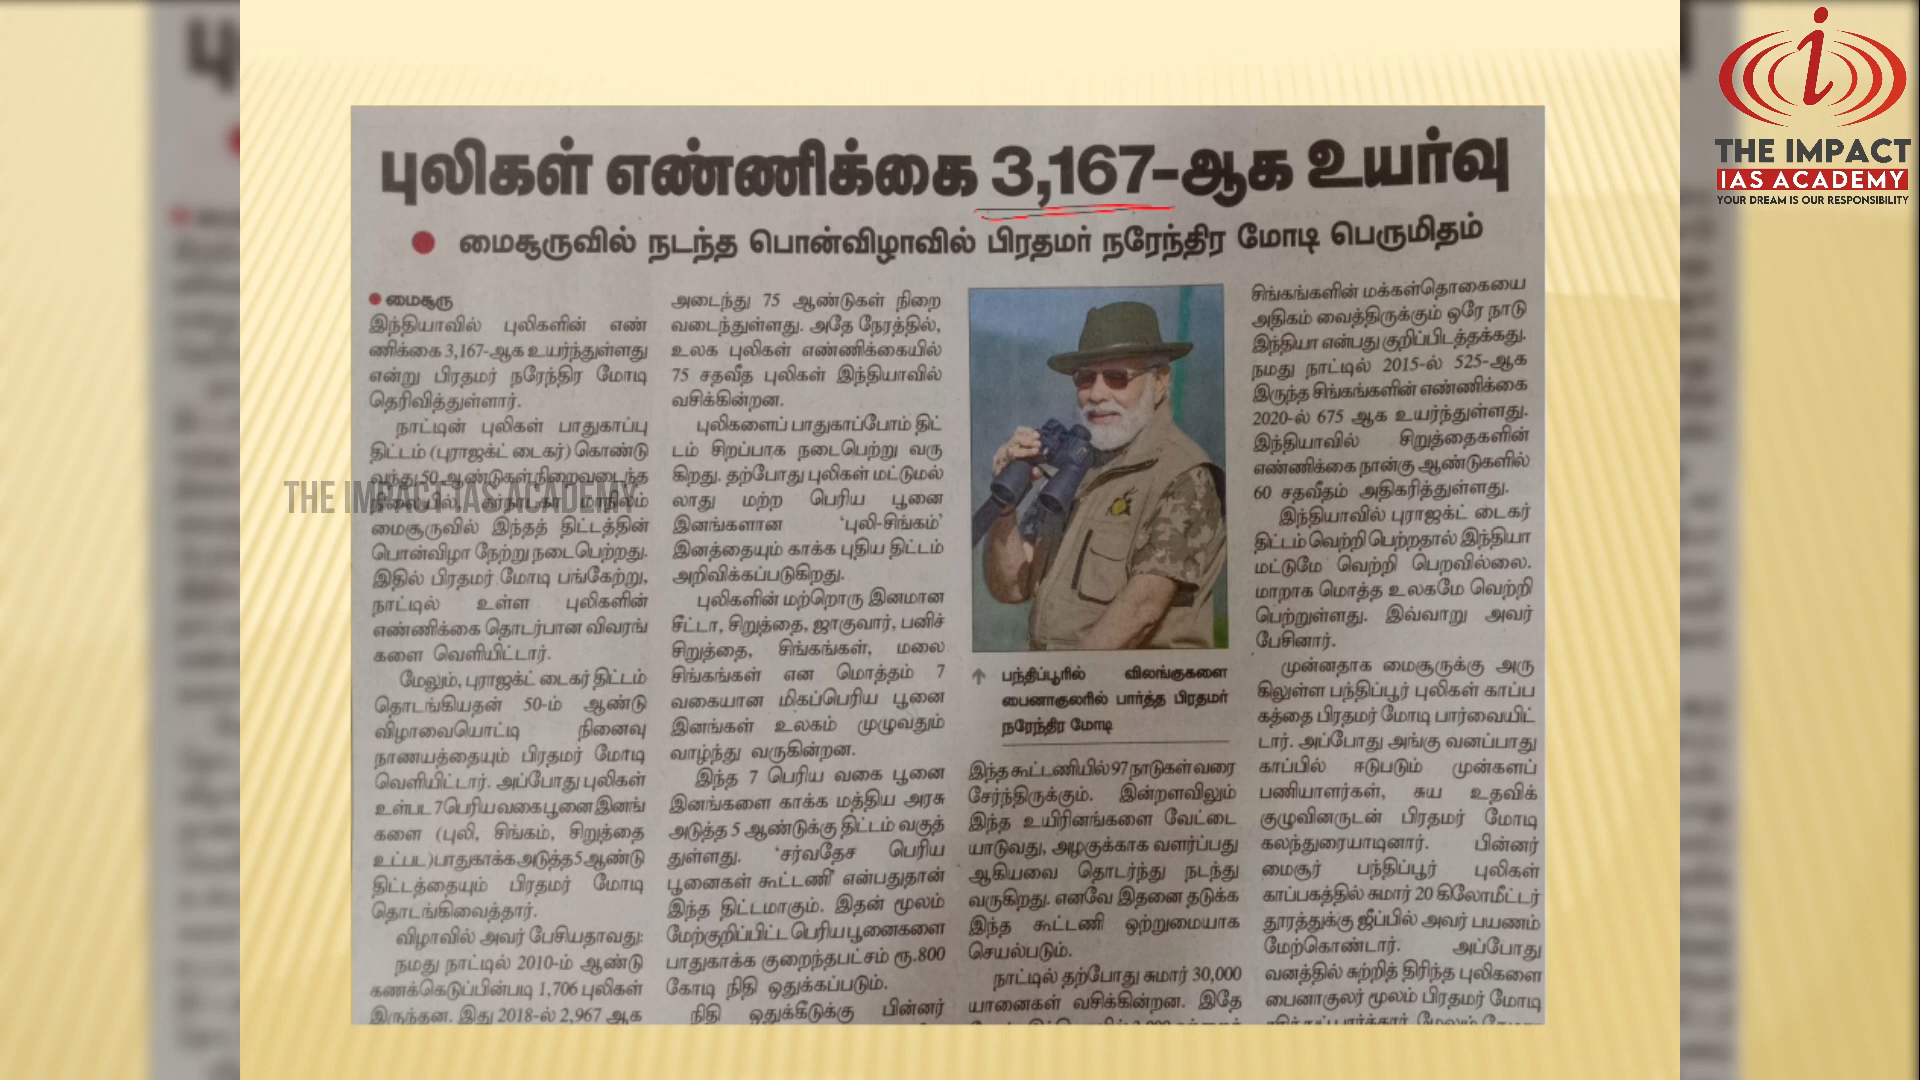 புலிகள் எண்ணிக்கை 3,167-ஆக உயர்வு
● மைசூருவில் நடந்த பொன்விழாவில் பிரதமர் நரேந்திர மோடி பெருமிதம்
● மைசூரு
இந்தியாவில் புலிகளின் எண்
ணிக்கை 3,167-ஆக உயர்ந்துள்ளது
என்று பிரதமர் நரேந்திர மோடி
தெரிவித்துள்ளார்.
நாட்டின் புலிகள் பாதுகாப்பு
திட்டம் (புராஜக்ட் டைகர்) கொண்டு
வந்து 50 ஆண்டுகள் நிறைவடைந்த
நிலையில், கர்நாடகா மாநிலம்
மைசூருவில் இந்தத் திட்டத்தின்
பொன்விழா நேற்று நடைபெற்றது.
இதில் பிரதமர் மோடி பங்கேற்று,
நாட்டில் உள்ள புலிகளின்
எண்ணிக்கை தொடர்பான விவரங்
களை வெளியிட்டார்.
மேலும், புராஜக்ட் டைகர் திட்டம்
தொடங்கியதன் 50-ம் ஆண்டு
விழாவையொட்டி நினைவு
நாணயத்தையும் பிரதமர் மோடி
வெளியிட்டார். அப்போது புலிகள்
உள்பட 7 பெரிய வகை பூனை இனங்
களை (புலி, சிங்கம், சிறுத்தை
உட்பட) பாதுகாக்க அடுத்த 5 ஆண்டு
திட்டத்தையும் பிரதமர் மோடி
தொடங்கிவைத்தார்.
விழாவில் அவர் பேசியதாவது:
நமது நாட்டில் 2010-ம் ஆண்டு
கணக்கெடுப்பின்படி 1,706 புலிகள்
இருந்தன. இது 2018-ல் 2,967 ஆக
அடைந்து 75 ஆண்டுகள் நிறை
வடைந்துள்ளது. அதே நேரத்தில்,
உலக புலிகள் எண்ணிக்கையில்
75 சதவீத புலிகள் இந்தியாவில்
வசிக்கின்றன.
புலிகளைப் பாதுகாப்போம் திட்
டம் சிறப்பாக நடைபெற்று வரு
கிறது. தற்போது புலிகள் மட்டுமல்
லாது மற்ற பெரிய பூனை
இனங்களான 'புலி-சிங்கம்'
இனத்தையும் காக்க புதிய திட்டம்
அறிவிக்கப்படுகிறது.
புலிகளின் மற்றொரு இனமான
சீட்டா, சிறுத்தை, ஜாகுவார், பனிச்
சிறுத்தை, சிங்கங்கள், மலை
சிங்கங்கள் என மொத்தம் 7
வகையான மிகப்பெரிய பூனை
இனங்கள் உலகம் முழுவதும்
வாழ்ந்து வருகின்றன.
இந்த 7 பெரிய வகை பூனை
இனங்களை காக்க மத்திய அரசு
அடுத்த 5 ஆண்டுக்கு திட்டம் வகுத்
துள்ளது. 'சர்வதேச பெரிய
பூனைகள் கூட்டணி' என்பதுதான்
இந்த திட்டமாகும். இதன் மூலம்
மேற்குறிப்பிட்ட பெரிய பூனைகளை
பாதுகாக்க குறைந்தபட்சம் ரூ.800
கோடி நிதி ஒதுக்கப்படும்.
நிதி ஒதுக்கீடுக்கு பின்னர்
பந்திப்பூரில் விலங்குகளை
பைனாகுலரில் பார்த்த பிரதமர்
நரேந்திர மோடி
இந்த கூட்டணியில் 97 நாடுகள் வரை
சேர்ந்திருக்கும். இன்றளவிலும்
இந்த உயிரினங்களை வேட்டை
யாடுவது, அழகுக்காக வளர்ப்பது
ஆகியவை தொடர்ந்து நடந்து
வருகிறது. எனவே இதனை தடுக்க
இந்த கூட்டணி ஒற்றுமையாக
செயல்படும்.
நாட்டில் தற்போது சுமார் 30,000
யானைகள் வசிக்கின்றன. இதே
சிங்கங்களின் மக்கள்தொகையை
அதிகம் வைத்திருக்கும் ஒரே நாடு
இந்தியா என்பது குறிப்பிடத்தக்கது.
நமது நாட்டில் 2015-ல் 525-ஆக
இருந்த சிங்கங்களின் எண்ணிக்கை
2020-ல் 675 ஆக உயர்ந்துள்ளது.
இந்தியாவில் சிறுத்தைகளின்
எண்ணிக்கை நான்கு ஆண்டுகளில்
60 சதவீதம் அதிகரித்துள்ளது.
இந்தியாவில் புராஜக்ட் டைகர்
திட்டம் வெற்றி பெற்றதால் இந்தியா
மட்டுமே வெற்றி பெறவில்லை.
மாறாக மொத்த உலகமே வெற்றி
பெற்றுள்ளது. இவ்வாறு அவர்
பேசினார்.
முன்னதாக மைசூருக்கு அரு
கிலுள்ள பந்திப்பூர் புலிகள் காப்ப
கத்தை பிரதமர் மோடி பார்வையிட்
டார். அப்போது அங்கு வனப்பாது
காப்பில் ஈடுபடும் முன்களப்
பணியாளர்கள், சுய உதவிக்
குழுவினருடன் பிரதமர் மோடி
கலந்துரையாடினார். பின்னர்
மைசூர் பந்திப்பூர் புலிகள்
காப்பகத்தில் சுமார் 20 கிலோமீட்டர்
தூரத்துக்கு ஜீப்பில் அவர் பயணம்
மேற்கொண்டார். அப்போது
வனத்தில் சுற்றித் திரிந்த புலிகளை
பைனாகுலர் மூலம் பிரதமர் மோடி
THE IMPACT IAS ACADEMY
i
THE IMPACT
IAS ACADEMY
YOUR DREAM IS OUR RESPONSIBILITY